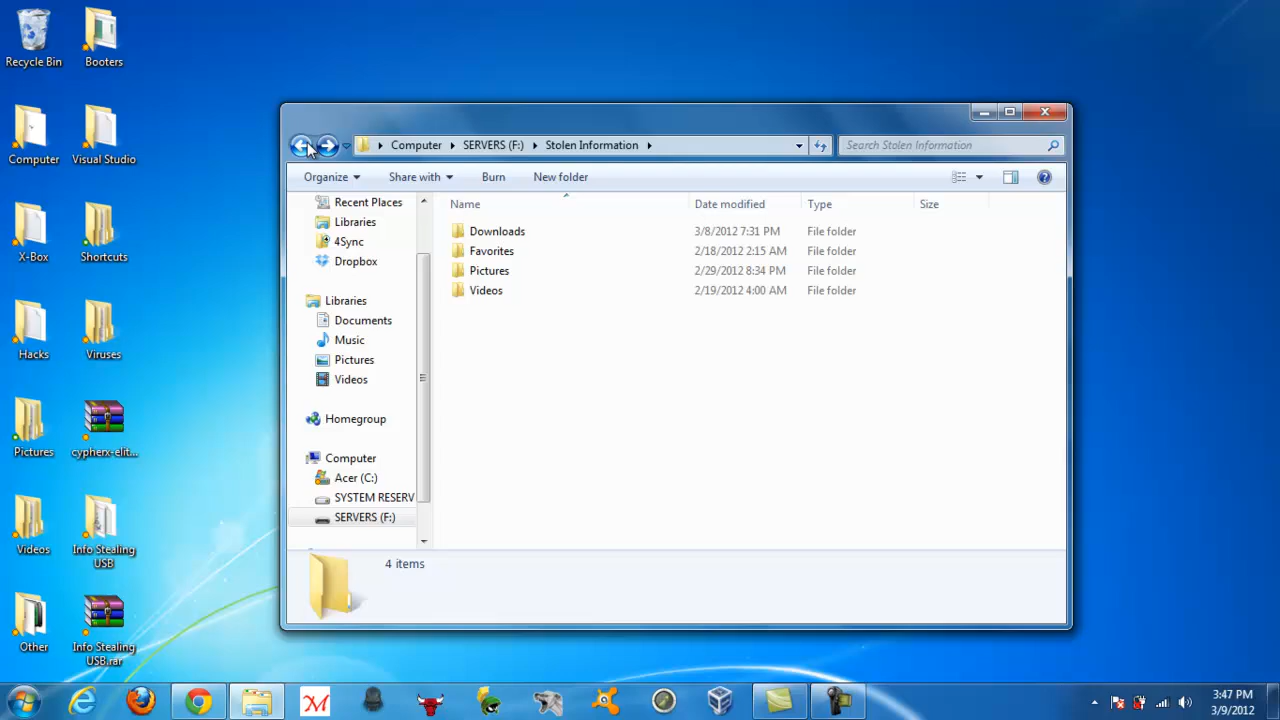 Recycle Bin
Booters
Computer
Visual Studio
X-Box
Shortcuts
Hacks
Viruses
Pictures
cypherx-elit...
Videos
Info Stealing
USB
Other
Info Stealing
USB.rar
Computer
SERVERS (F:)
Stolen Information
Search Stolen Information
Organize
Share with
Burn
New folder
Recent Places
Libraries
4Sync
Dropbox
Libraries
Documents
Music
Pictures
Videos
Homegroup
Computer
Acer (C:)
SYSTEM RESERV
SERVERS (F:)
Name Date modified Type Size
Downloads 3/8/2012 7:31 PM File folder
Favorites 2/18/2012 2:15 AM File folder
Pictures 2/29/2012 8:34 PM File folder
Videos 2/19/2012 4:00 AM File folder
4 items
3:47 PM
3/9/2012